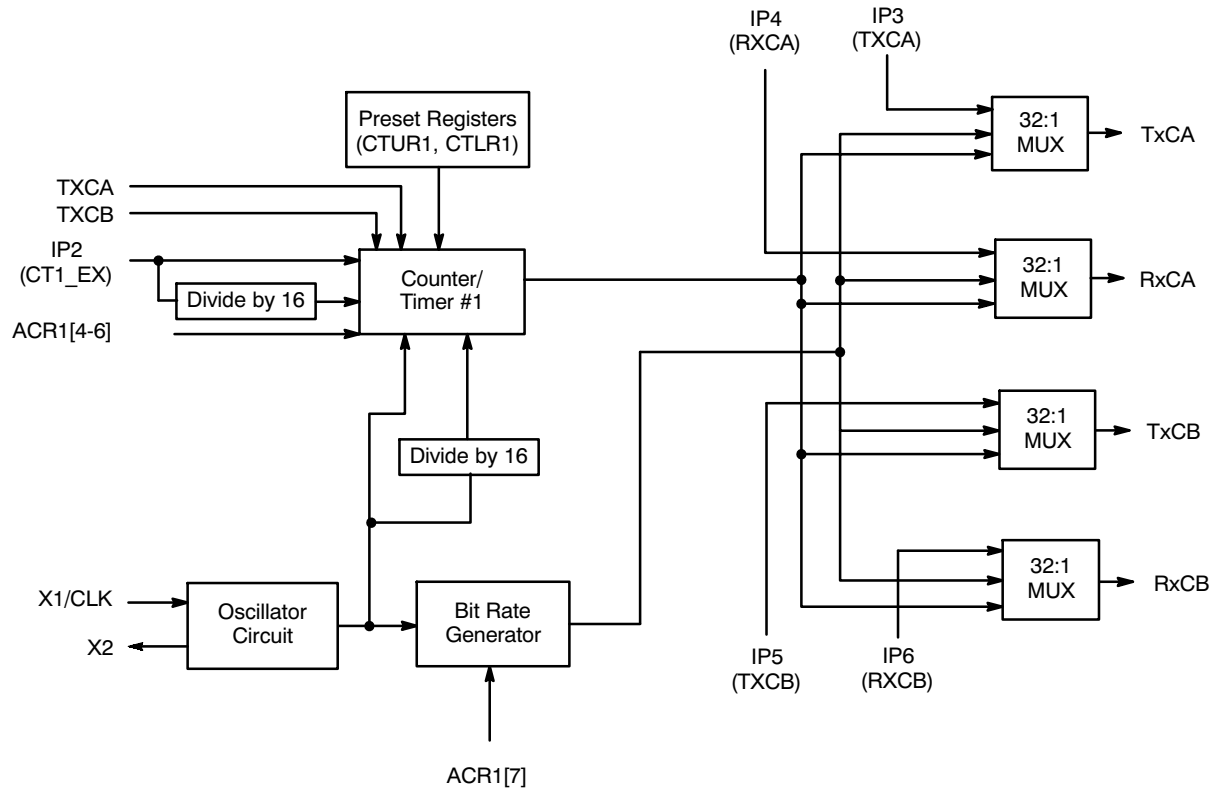 IP4
(RXCA)
IP3
(TXCA)
Preset Registers
(CTUR1, CTLR1)
32:1
MUX
TxCA
TXCA
TXCB
IP2
(CT1_EX)
Counter/
Timer #1
Divide by 16
ACR1[4-6]
32:1
MUX
RxCA
Divide by 16
32:1
MUX
TxCB
X1/CLK
X2
Oscillator
Circuit
Bit Rate
Generator
32:1
MUX
RxCB
IP5
(TXCB)
IP6
(RXCB)
ACR1[7]